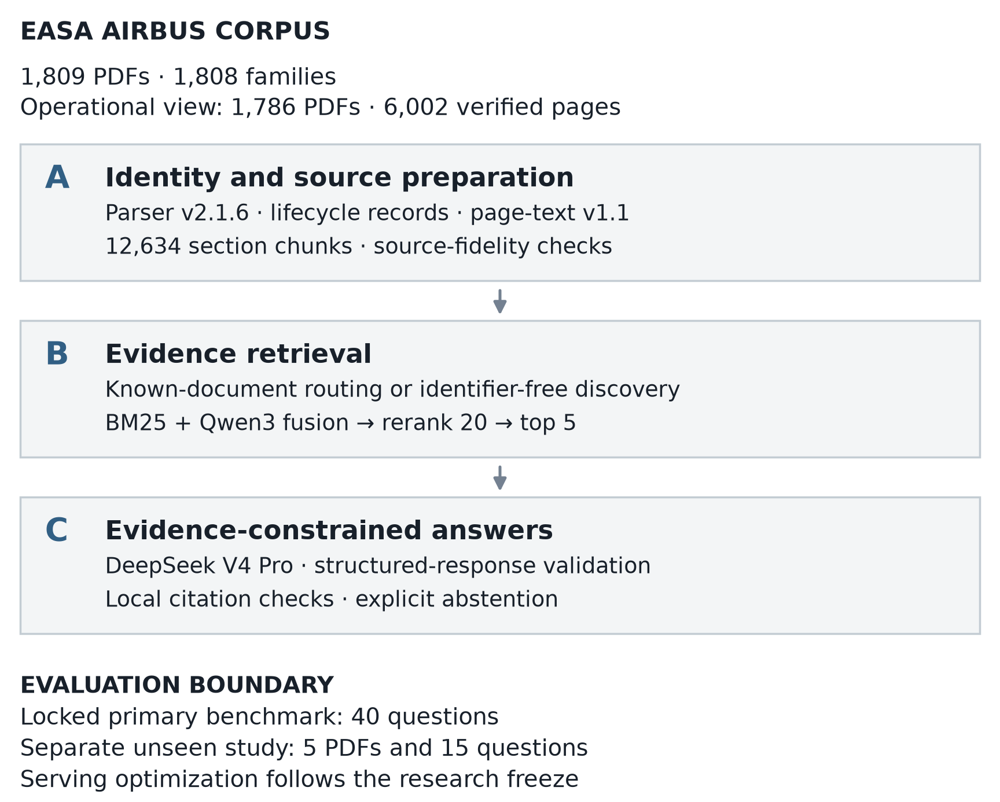 EASA AIRBUS CORPUS
1,809 PDFs · 1,808 families
Operational view: 1,786 PDFs · 6,002 verified pages
A Identity and source preparation
Parser v2.1.6 · lifecycle records · page-text v1.1
12,634 section chunks · source-fidelity checks
B Evidence retrieval
Known-document routing or identifier-free discovery
BM25 + Qwen3 fusion → rerank 20 → top 5
C Evidence-constrained answers
DeepSeek V4 Pro · structured-response validation
Local citation checks · explicit abstention
EVALUATION BOUNDARY
Locked primary benchmark: 40 questions
Separate unseen study: 5 PDFs and 15 questions
Serving optimization follows the research freeze